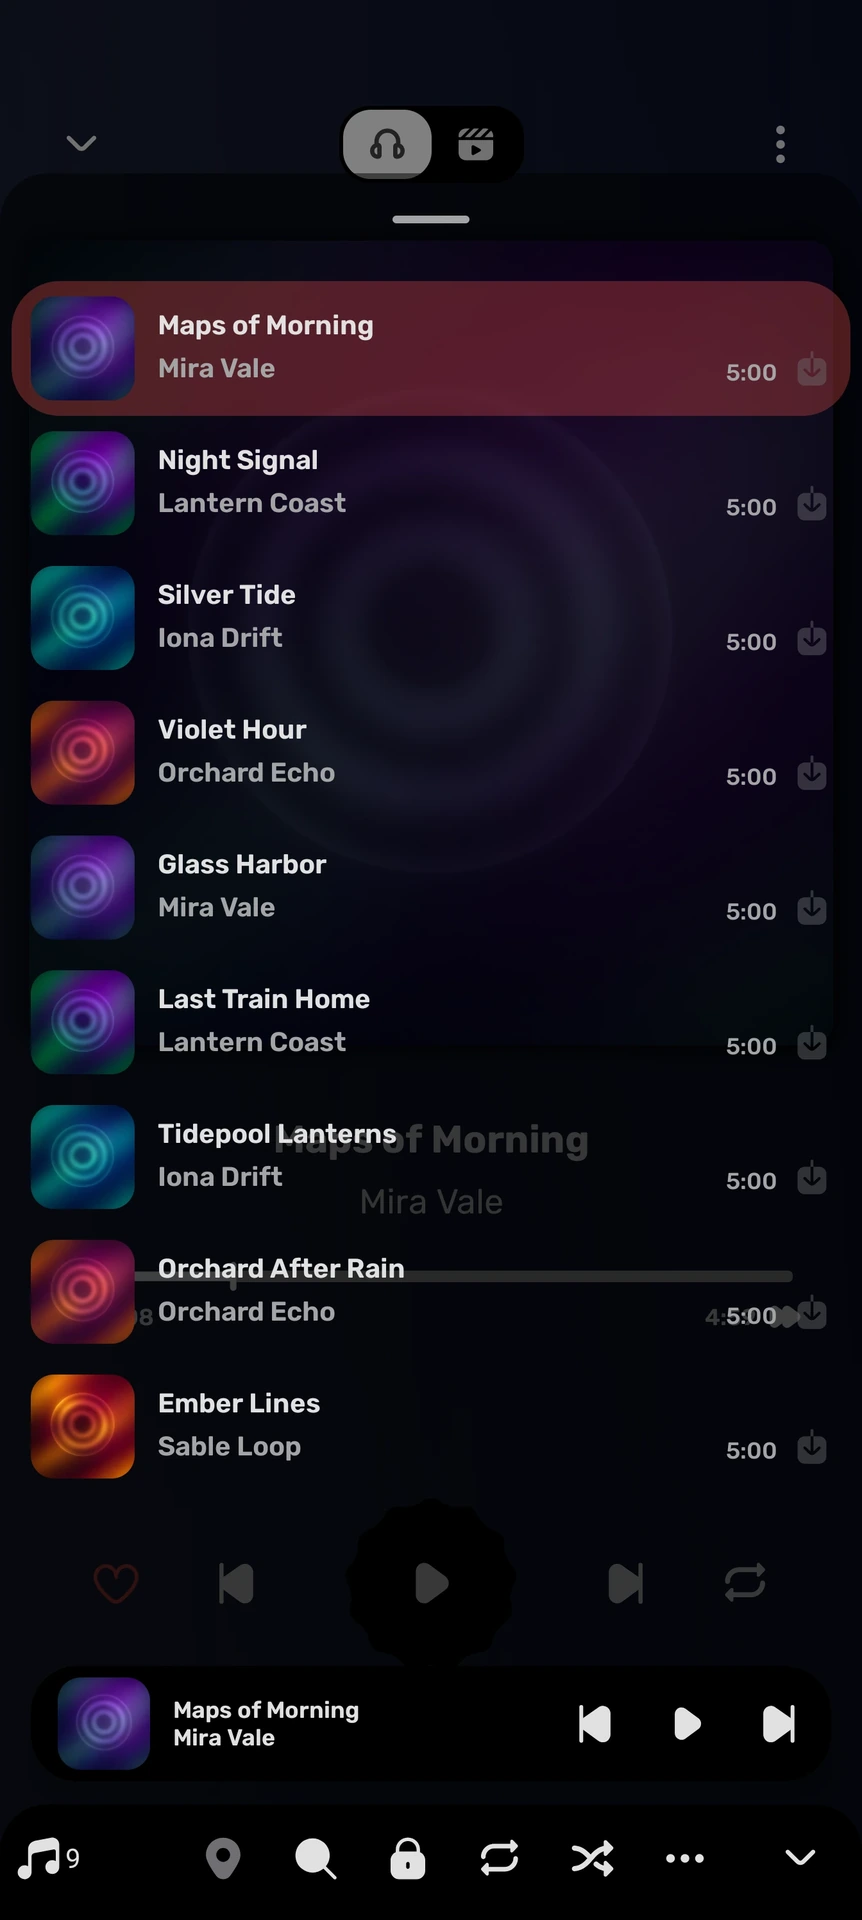 Maps of Morning
Mira Vale
5:00
Night Signal
Lantern Coast
5:00
Silver Tide
Iona Drift
5:00
Violet Hour
Orchard Echo
5:00
Glass Harbor
Mira Vale
5:00
Last Train Home
Lantern Coast
5:00
Tidepool Lanterns
Maps of Morning
Iona Drift
5:00
Mira Vale
Orchard After Rain
Orchard Echo
5:00
Ember Lines
Sable Loop
5:00
Maps of Morning
Mira Vale
9